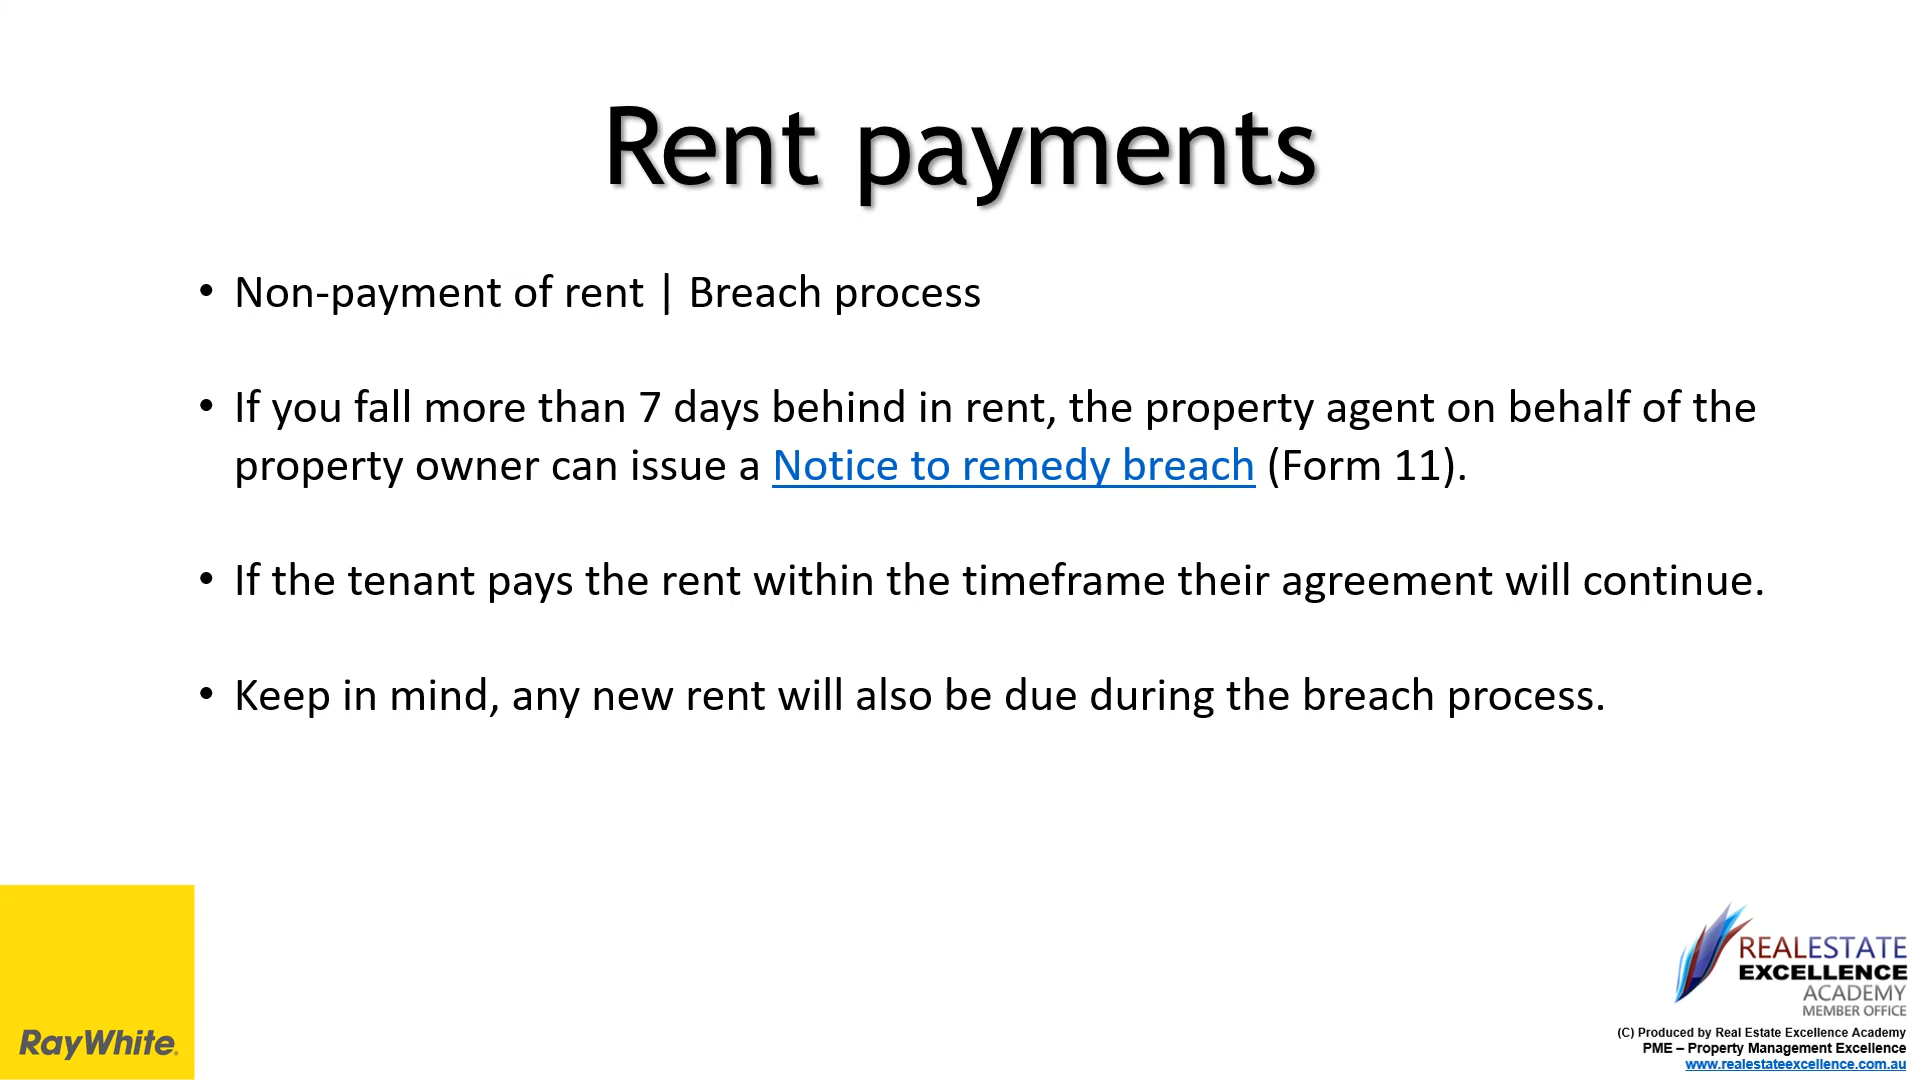 Rent payments
• Non-payment of rent | Breach process
• If you fall more than 7 days behind in rent, the property agent on behalf of the
property owner can issue a Notice to remedy breach (Form 11).
• If the tenant pays the rent within the timeframe their agreement will continue.
• Keep in mind, any new rent will also be due during the breach process.
RayWhite.
REALESTATE
EXCELLENCE
ACADEMY
MEMBER OFFICE
(C) Produced by Real Estate Excellence Academy
PME – Property Management Excellence
www.realestateexcellence.com.au